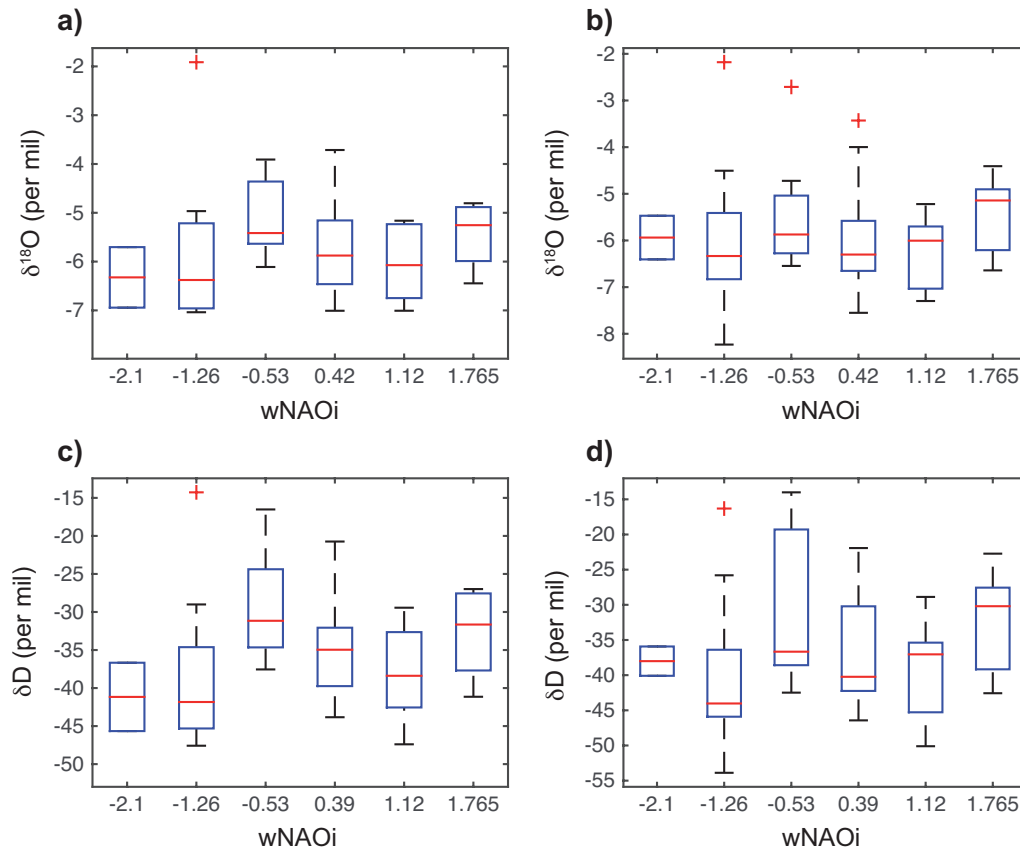 a)
-2
-3
-4
-5
-6
-7
δ18O (per mil)
-2.1 -1.26 -0.53 0.42 1.12 1.765
wNAOi
b)
-2
-3
-4
-5
-6
-7
-8
δ18O (per mil)
-2.1 -1.26 -0.53 0.42 1.12 1.765
wNAOi
c)
-15
-20
-25
-30
-35
-40
-45
-50
δD (per mil)
-2.1 -1.26 -0.53 0.39 1.12 1.765
wNAOi
d)
-15
-20
-25
-30
-35
-40
-45
-50
-55
δD (per mil)
-2.1 -1.26 -0.53 0.39 1.12 1.765
wNAOi